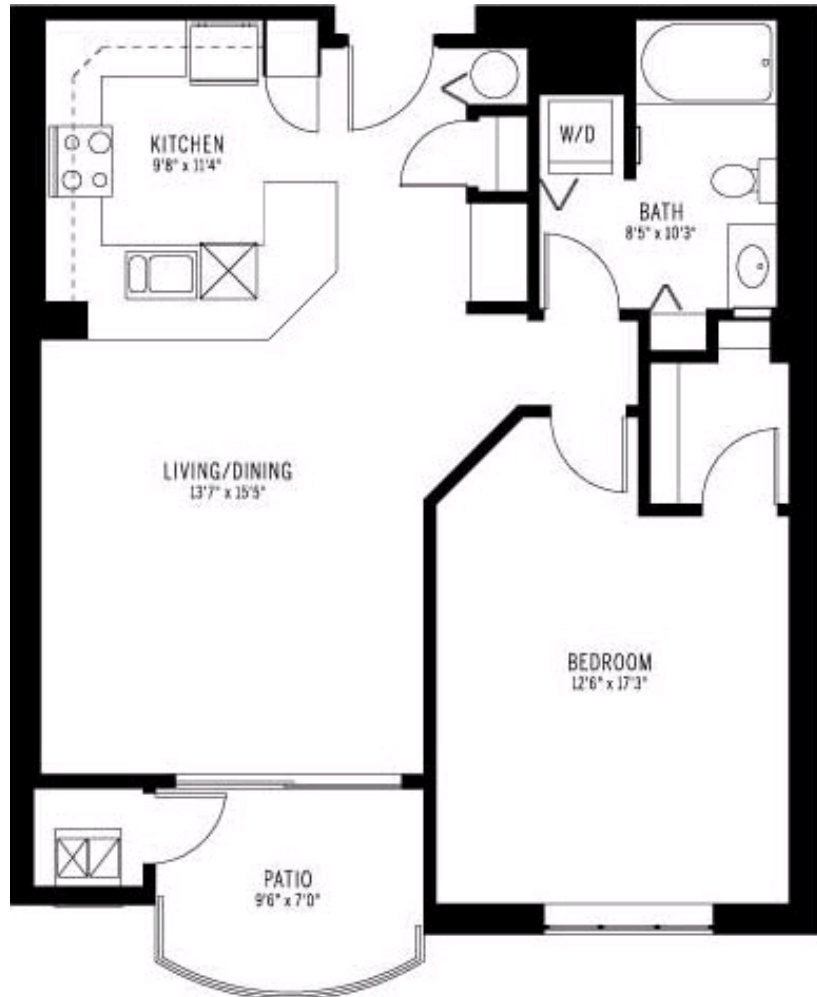 KITCHEN
9'8" x 11'4"
W/D
BATH
8'5" x 10'3"
LIVING/DINING
13'7" x 15'5"
BEDROOM
12'6" x 17'3"
PATIO
9'6" x 7'0"